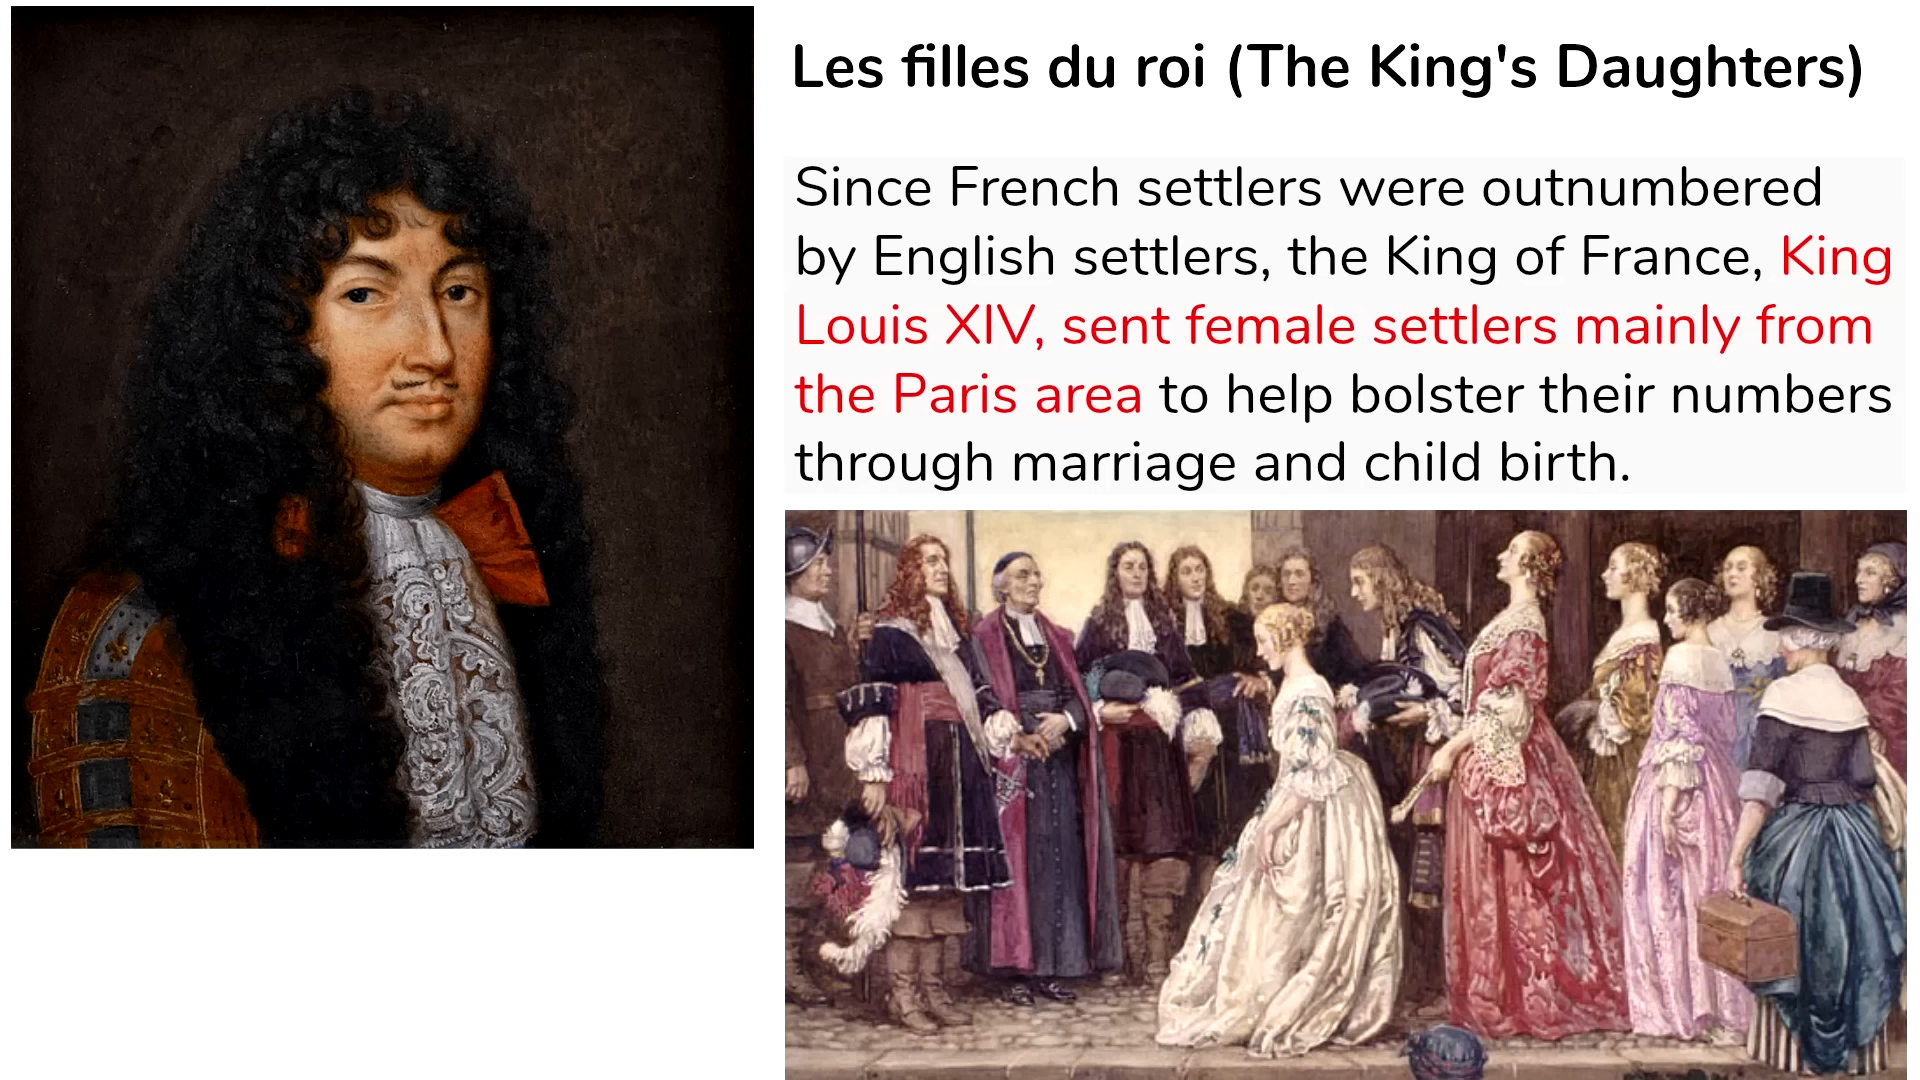 Les filles du roi (The King's Daughters)
Since French settlers were outnumbered
by English settlers, the King of France, King
Louis XIV, sent female settlers mainly from
the Paris area to help bolster their numbers
through marriage and child birth.